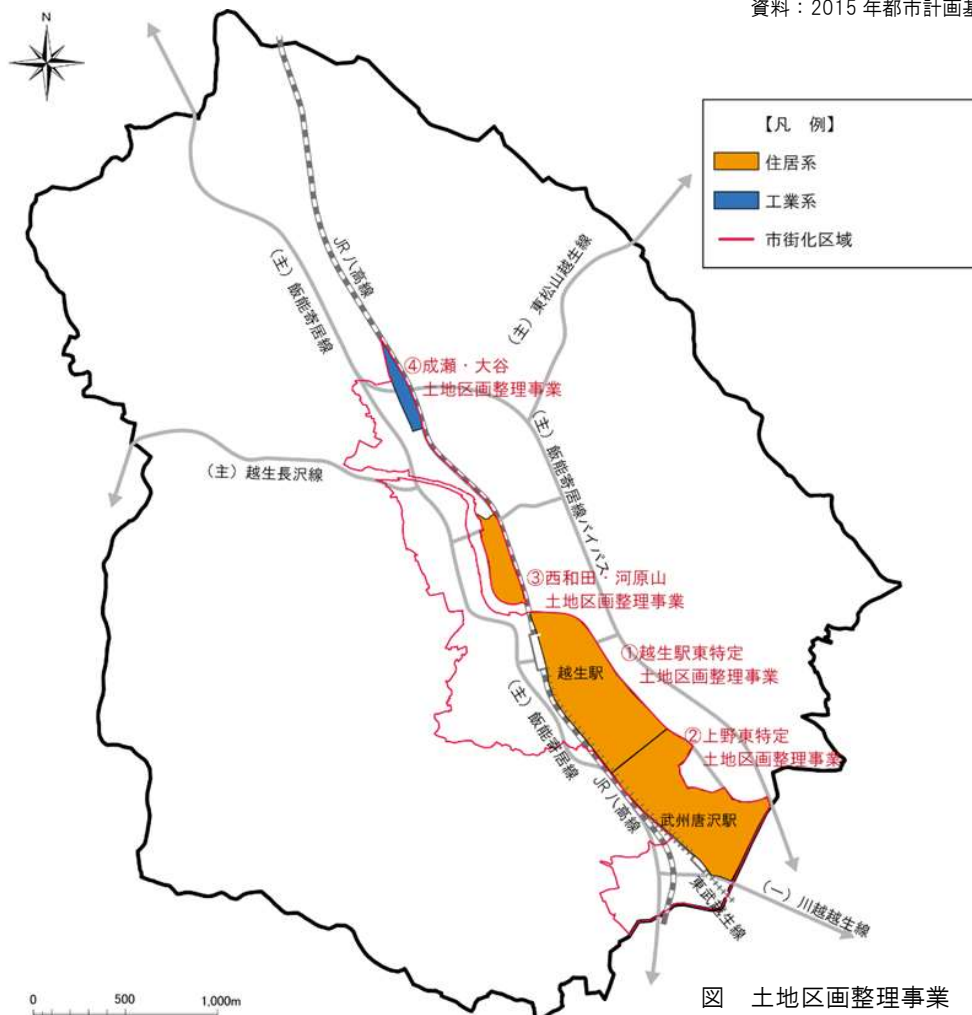 資料：2015年都市計画基
N
【凡　例】
住居系
工業系
市街化区域
JR八高線
（主）飯能寄居線
（主）東松山越生線
④成瀬・大谷
土地区画整理事業
（主）飯能寄居線バイパス
（主）越生長沢線
③西和田・河原山
土地区画整理事業
①越生駅東特定
土地区画整理事業
越生駅
（主）飯能寄居線
②上野東特定
土地区画整理事業
JR八高線
武州唐沢駅
東武越生線
（一）川越越生線
0 500 1,000m
図　土地区画整理事業